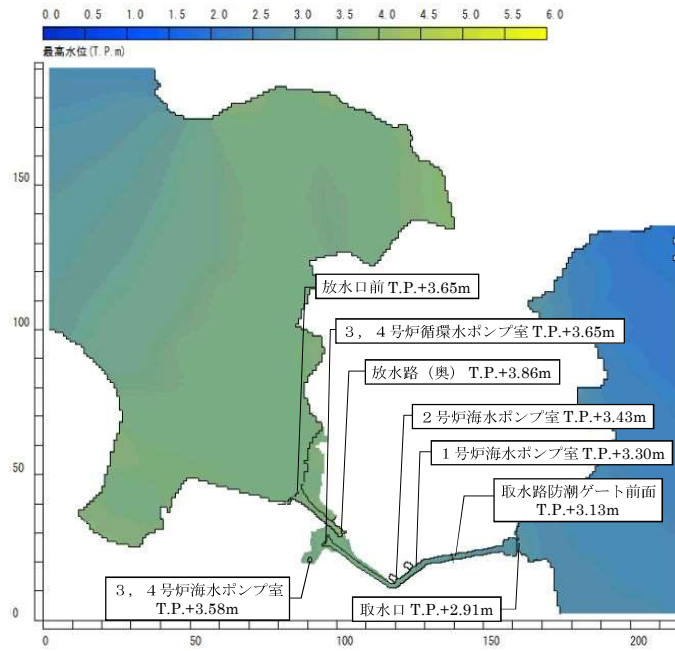 0.0 0.5 1.0 1.5 2.0 2.5 3.0 3.5 4.0 4.5 5.0 5.5 6.0
最高水位(T.P.m)
150
放水口前 T.P.+3.65m
100
3，4号炉循環水ポンプ室 T.P.+3.65m
放水路（奥） T.P.+3.86m
2号炉海水ポンプ室 T.P.+3.43m
1号炉海水ポンプ室 T.P.+3.30m
50
取水路防潮ゲート前面
T.P.+3.13m
3，4号炉海水ポンプ室
T.P.+3.58m
取水口 T.P.+2.91m
0
0 50 100 150 200